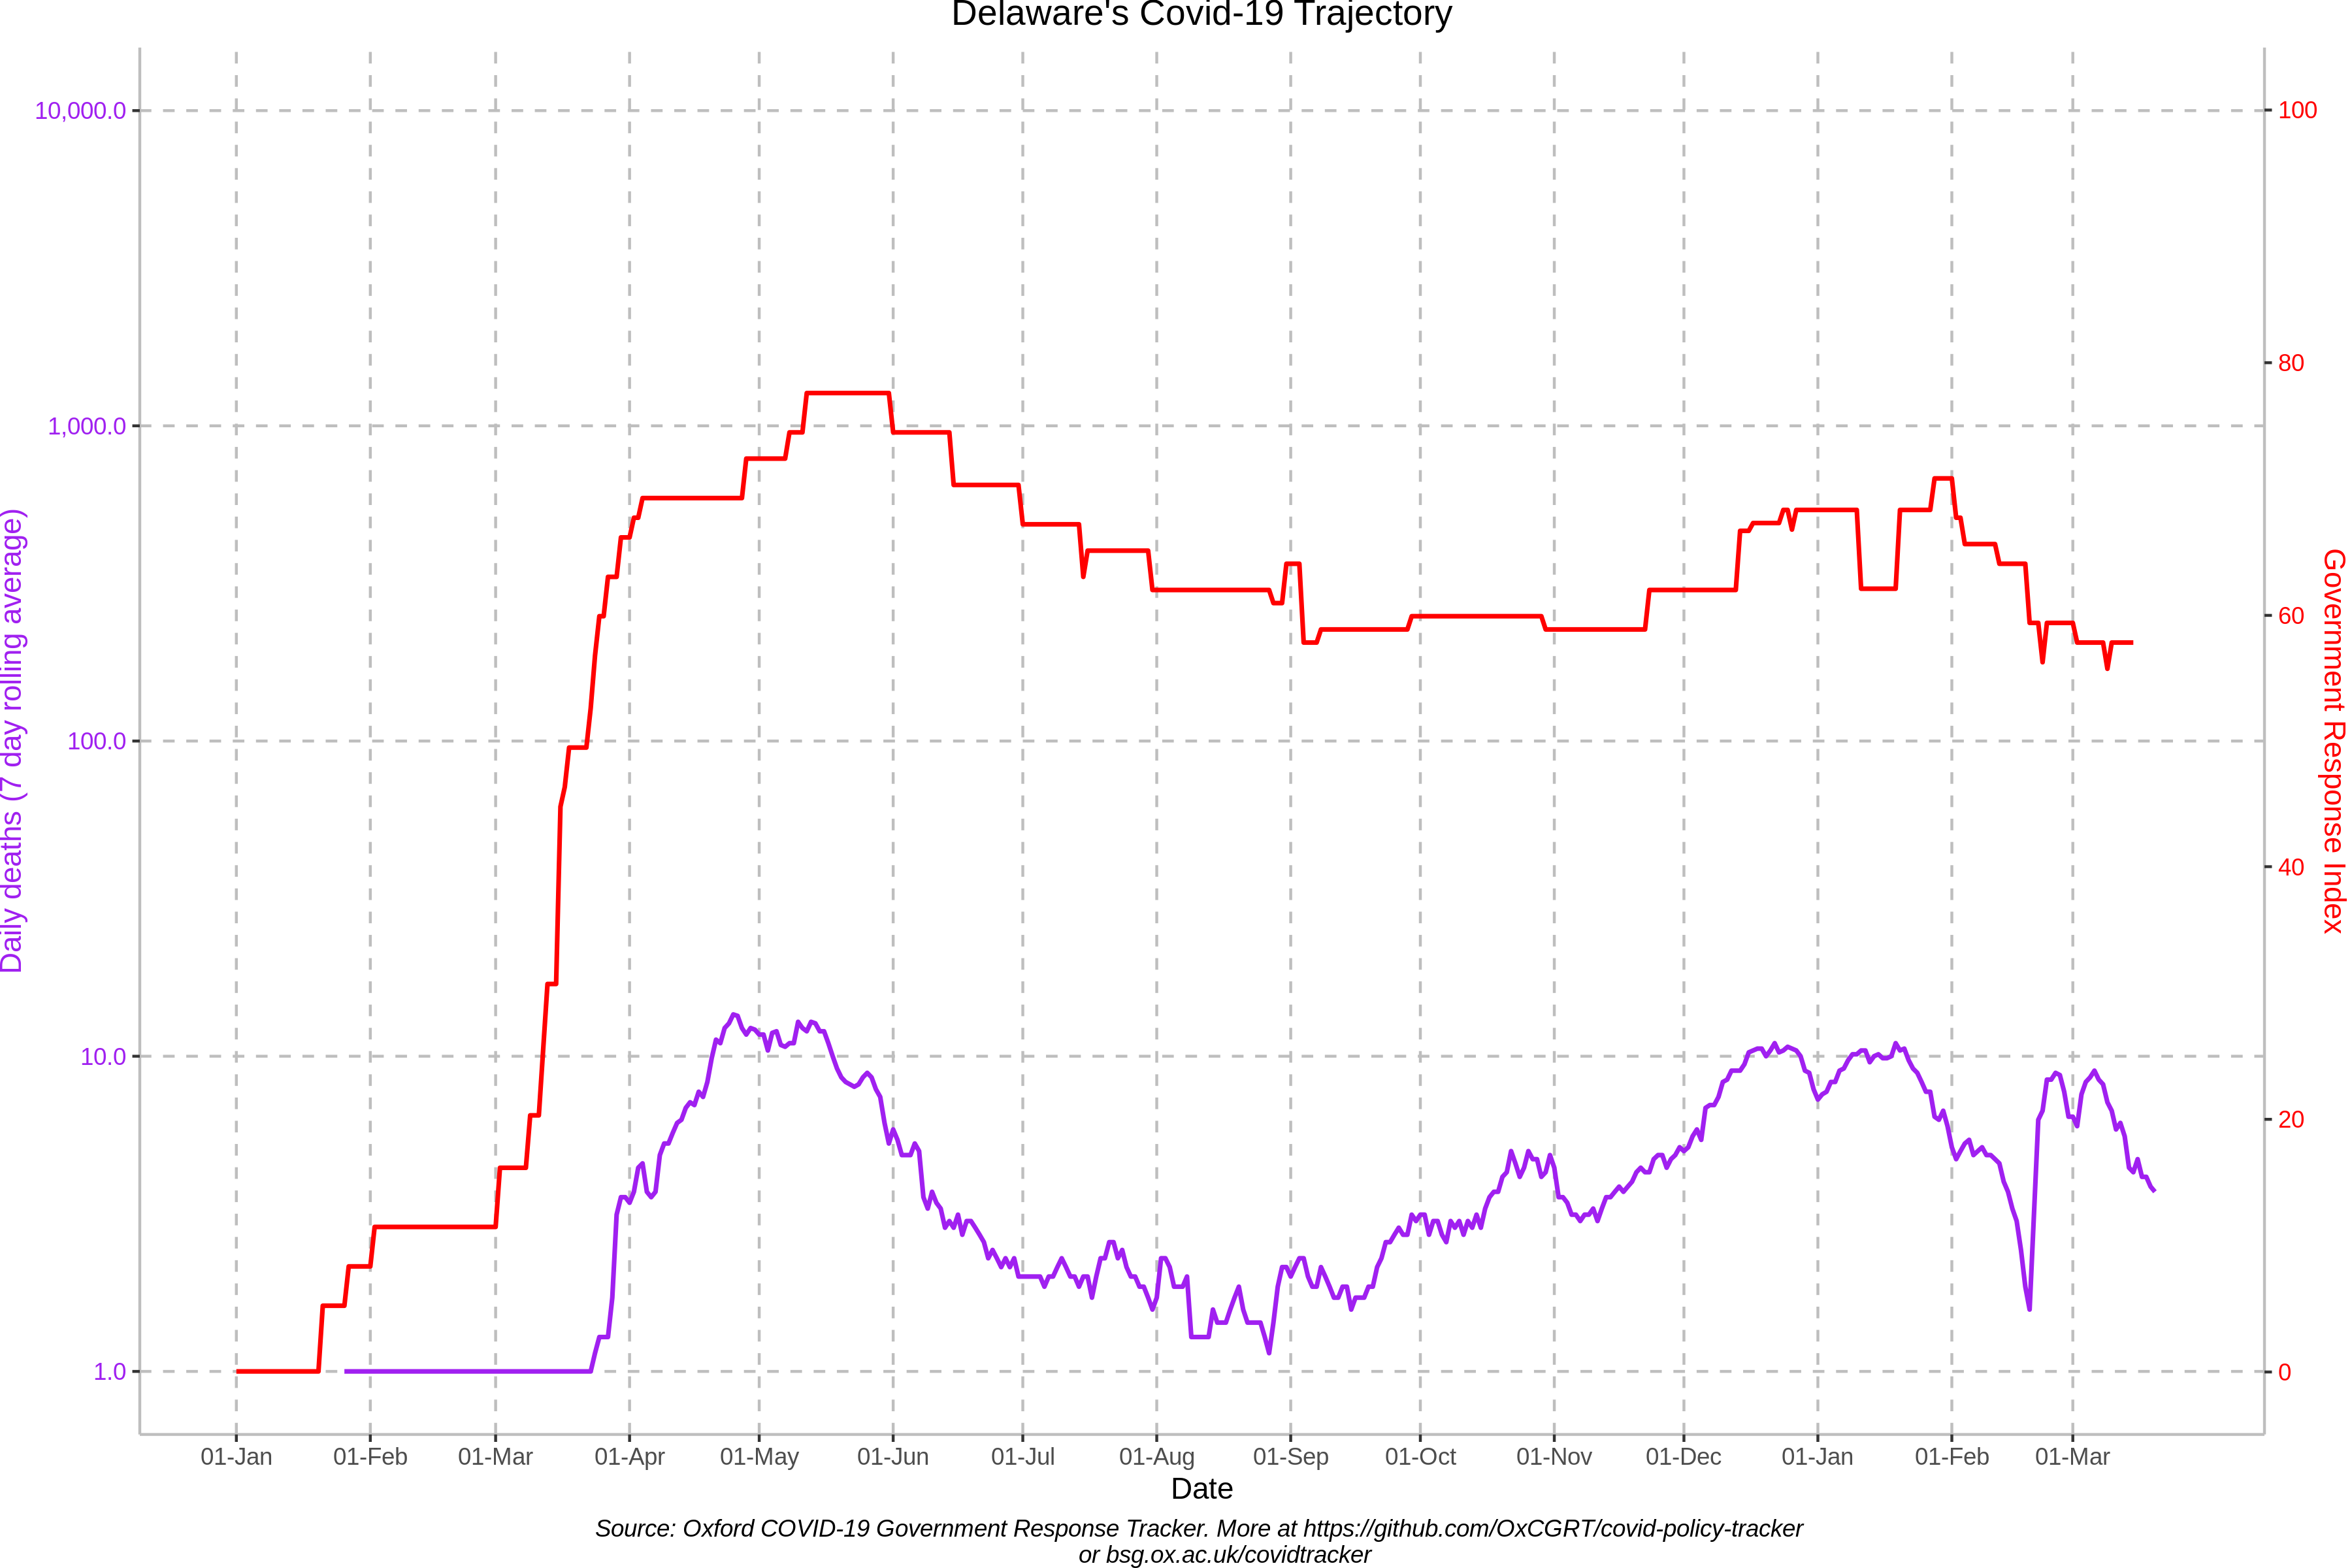 Delaware's Covid-19 Trajectory
10,000.0
1,000.0
100.0
10.0
1.0
Daily deaths (7 day rolling average)
100
80
60
40
20
0
Government Response Index
01-Jan
01-Feb
01-Mar
01-Apr
01-May
01-Jun
01-Jul
01-Aug
01-Sep
01-Oct
01-Nov
01-Dec
01-Jan
01-Feb
01-Mar
Date
Source: Oxford COVID-19 Government Response Tracker. More at https://github.com/OxCGRT/covid-policy-tracker
or bsg.ox.ac.uk/covidtracker